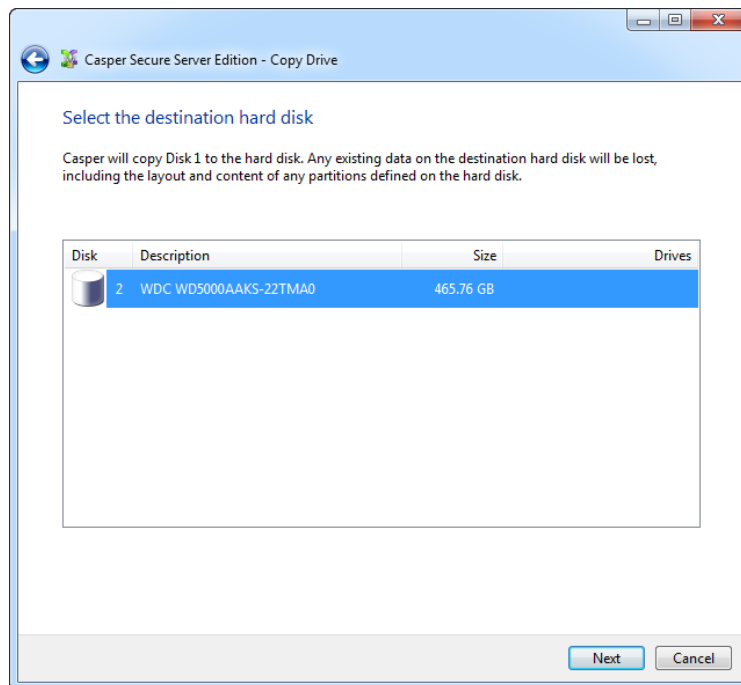 Casper Secure Server Edition - Copy Drive
Select the destination hard disk
Casper will copy Disk 1 to the hard disk. Any existing data on the destination hard disk will be lost,
including the layout and content of any partitions defined on the hard disk.
Disk Description Size Drives
2 WDC WD5000AAKS-22TMA0 465.76 GB
Next Cancel